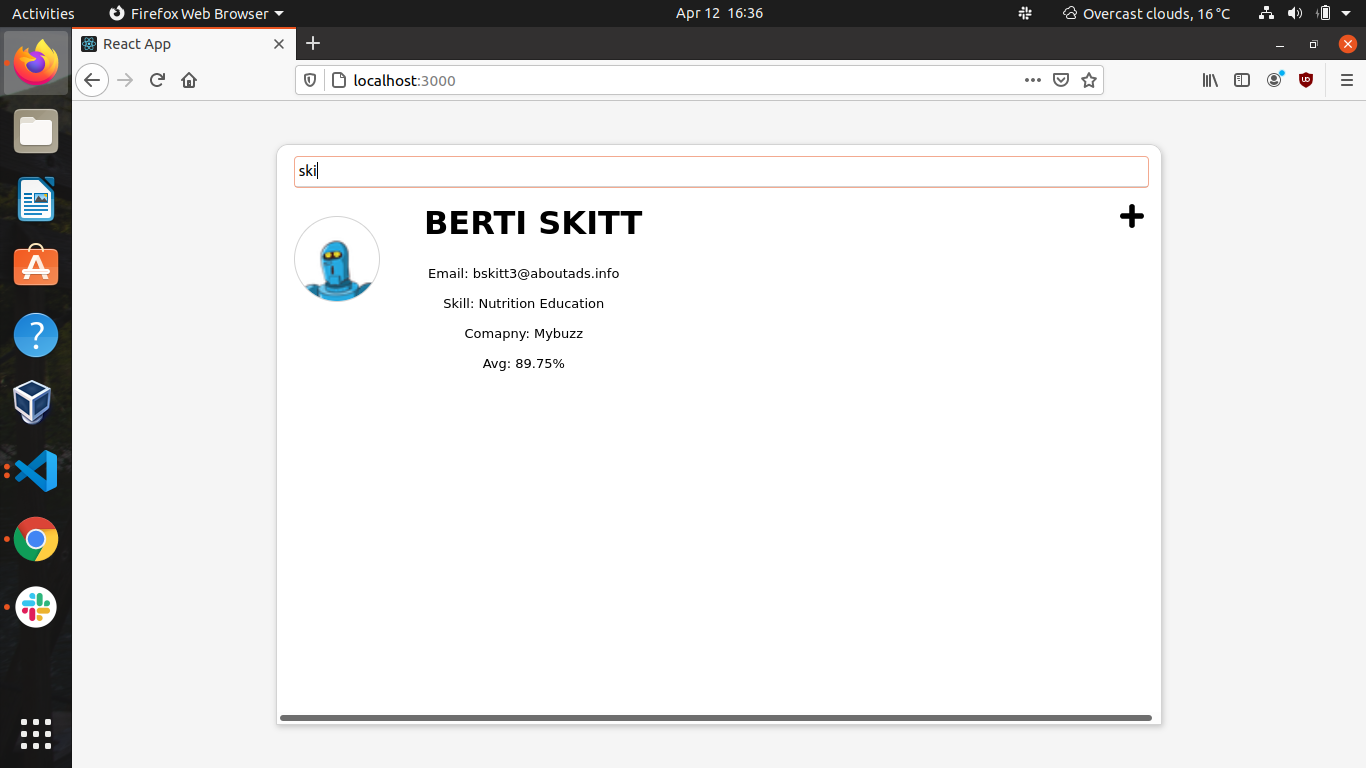 Activities
Firefox Web Browser
Apr 12 16:36
Overcast clouds, 16 °C
React App
localhost:3000
ski
BERTI SKITT
Email: bskitt3@aboutads.info
Skill: Nutrition Education
Comapny: Mybuzz
Avg: 89.75%